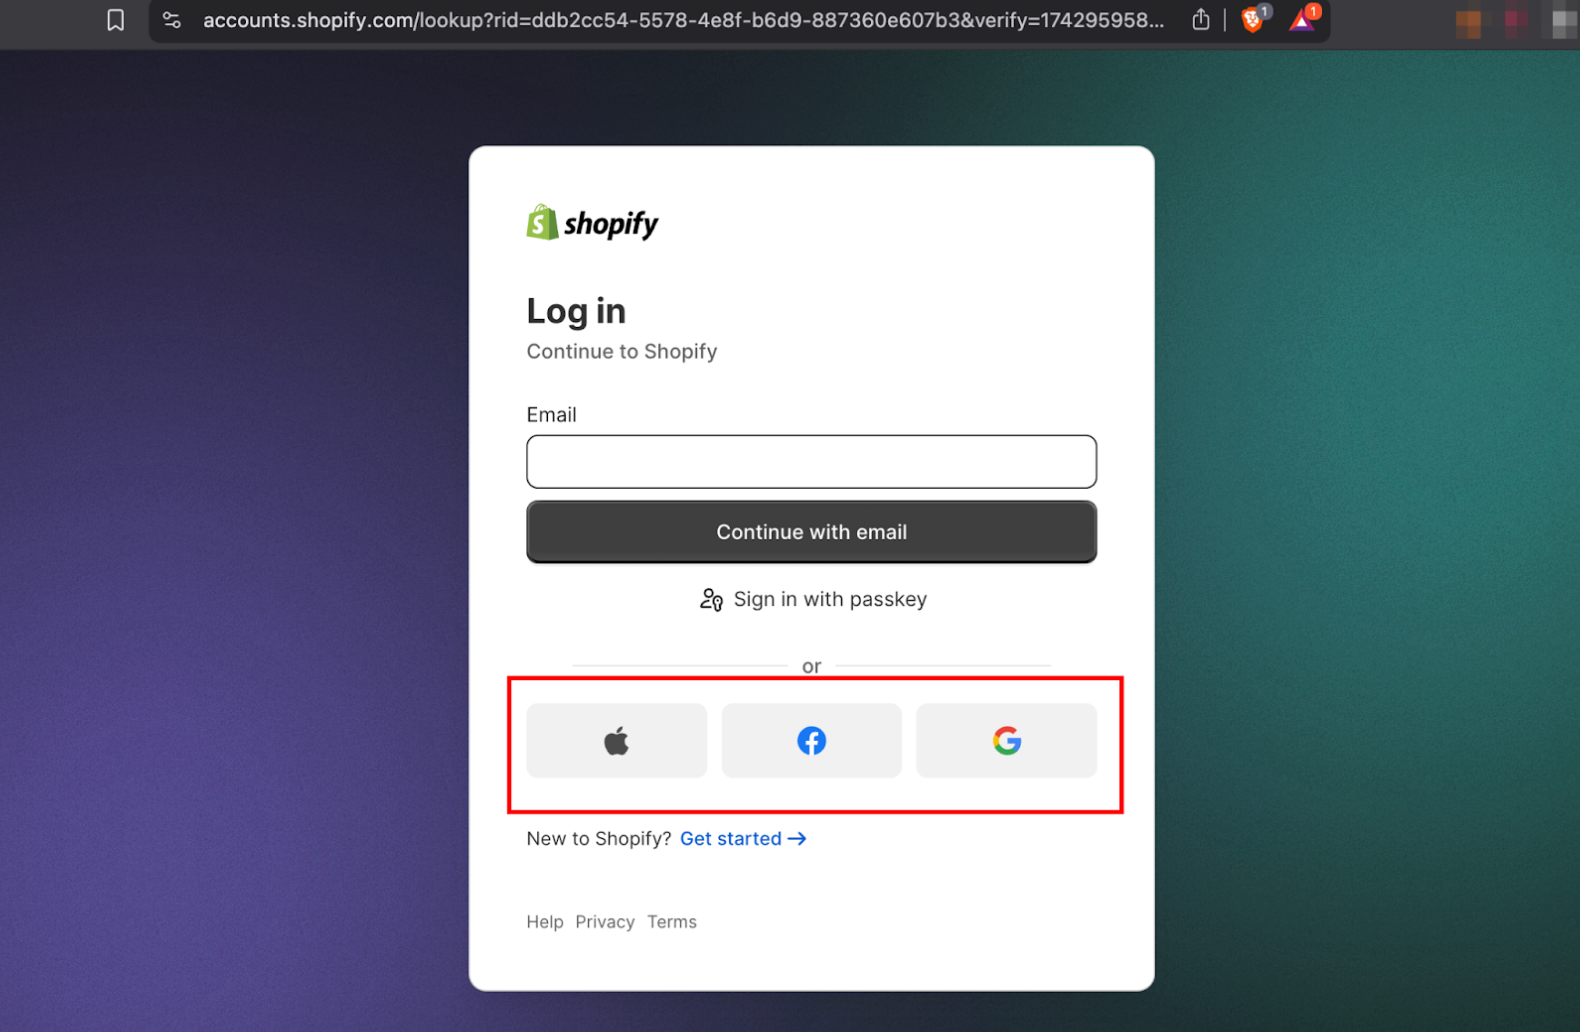 accounts.shopify.com/lookup?rid=ddb2cc54-5578-4e8f-b6d9-887360e607b3&verify=174295958...
1
1
shopify
Log in
Continue to Shopify
Email
Continue with email
Sign in with passkey
or
New to Shopify? Get started →
Help Privacy Terms